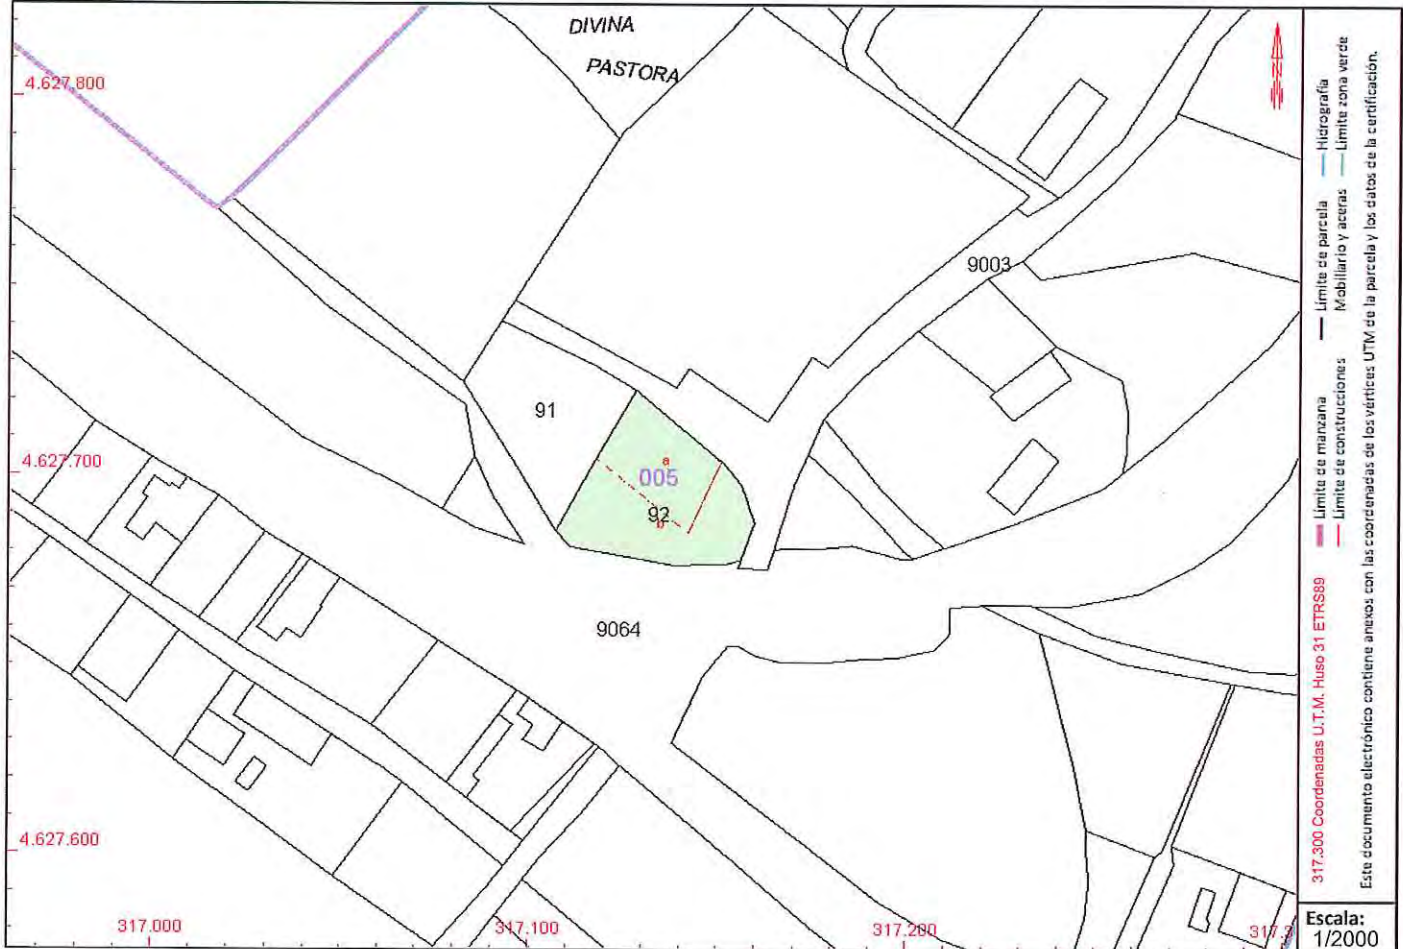 DIVINA
PASTORA
4.627.800
9003
91
a
005
4.627.700
92
b
9064
4.627.600
317.000
317.100
317.200
317.3
Límite de manzana
Límite de parcela
Hidrografía
Límite de construcciones
Mobiliario y aceras
Límite zona verde
317.300 Coordenadas U.T.M. Huso 31 ETRS89
Este documento electrónico contiene anexos con las coordenadas de los vértices UTM de la parcela y los datos de la certificación.
Escala:
1/2000